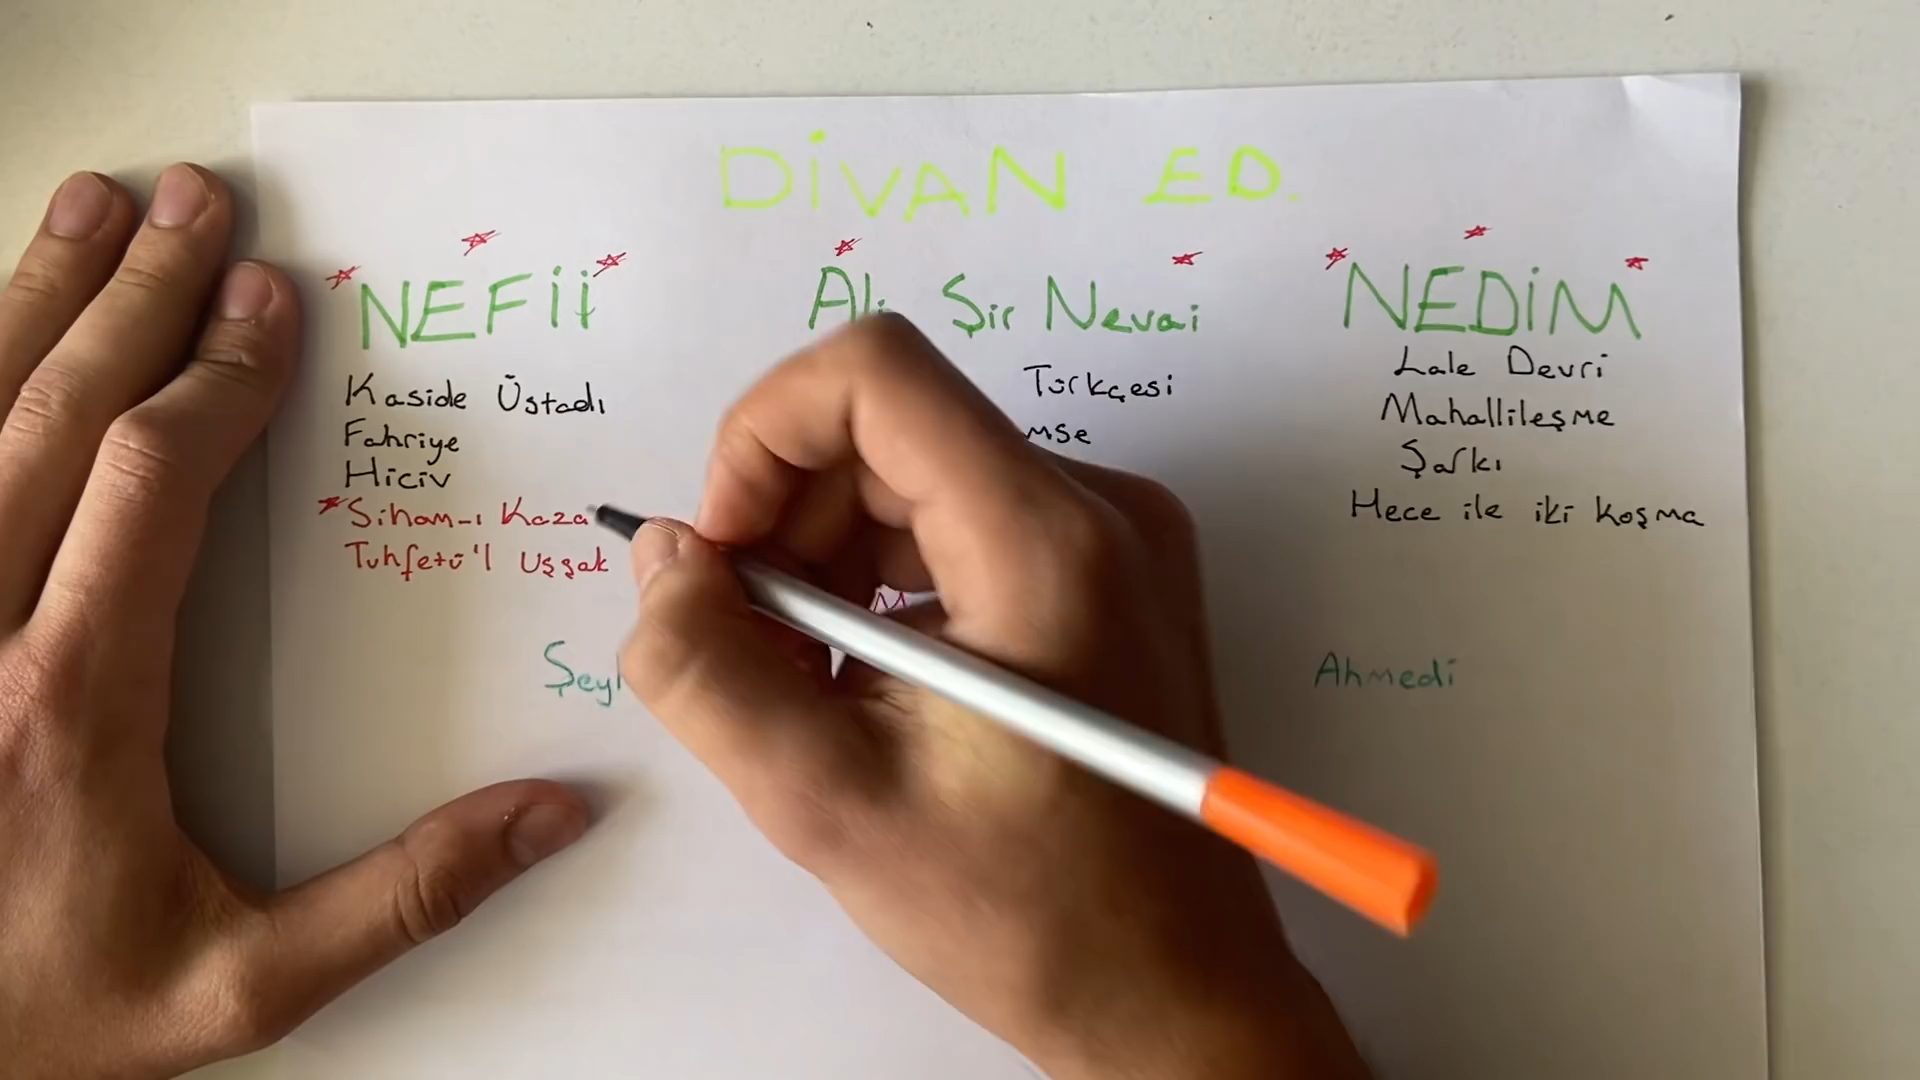 DİVAN ED.
NEFİİ
Kaside Üstadı
Fahriye
Hiciv
Siham-ı Kaza
Tuhfetü'l Uşşak
Şir Nevai
Türkçesi
NEDİM
Lale Devri
Mahallileşme
Şarkı
Hece ile iki koşma
Ahmedi